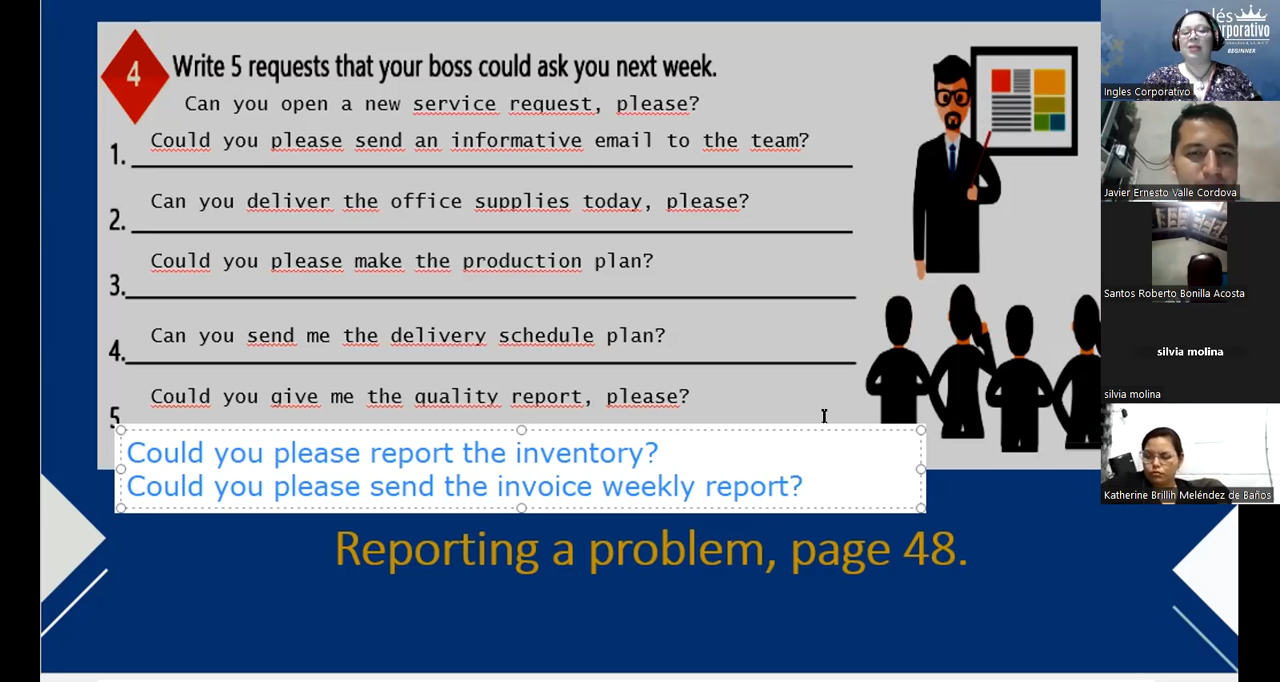 4
Write 5 requests that your boss could ask you next week.
Can you open a new service request, please?
1. Could you please send an informative email to the team?
2. Can you deliver the office supplies today, please?
3. Could you please make the production plan?
4. Can you send me the delivery schedule plan?
5. Could you give me the quality report, please?
Could you please report the inventory?
Could you please send the invoice weekly report?
Reporting a problem, page 48.
BEGINNER
Ingles Corporativo
Javier Ernesto Valle Cordova
Santos Roberto Bonilla Acosta
silvia molina
silvia molina
Katherine Brillih Meléndez de Baños